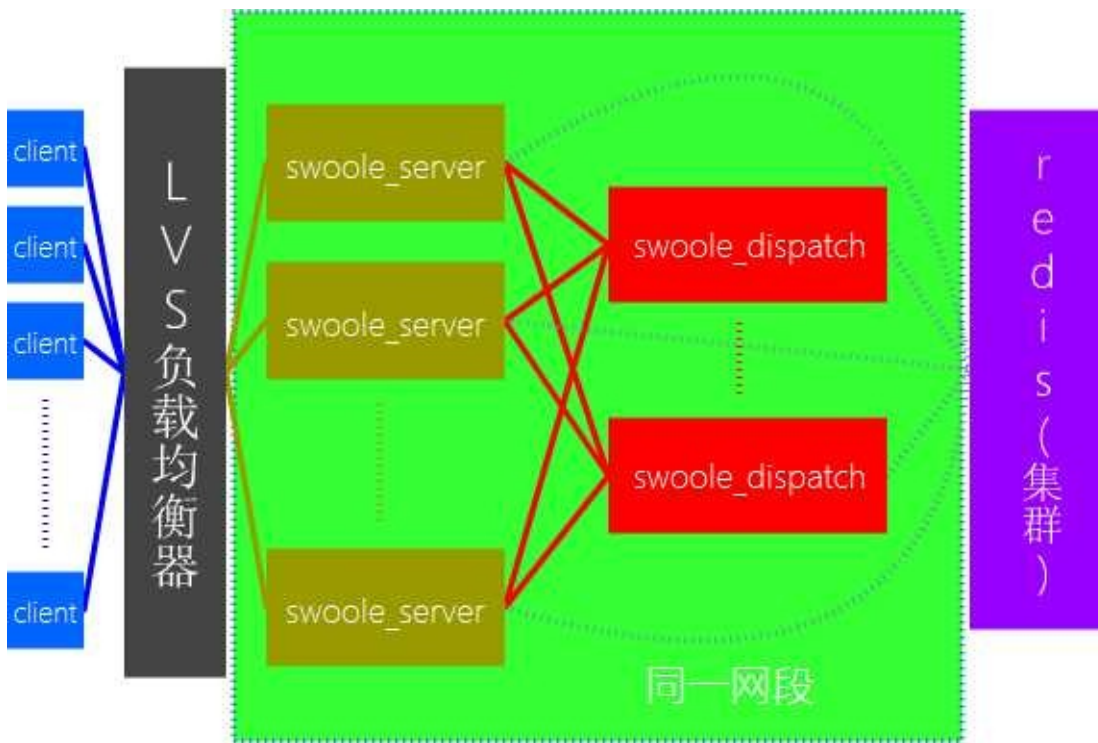 client
client
client
client
LVS负载均衡器
swoole_server
swoole_server
swoole_server
swoole_dispatch
swoole_dispatch
同一网段
redis(集群)